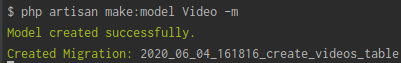 $ php artisan make:model Video -m
Model created successfully.
Created Migration: 2020_06_04_161816_create_videos_table